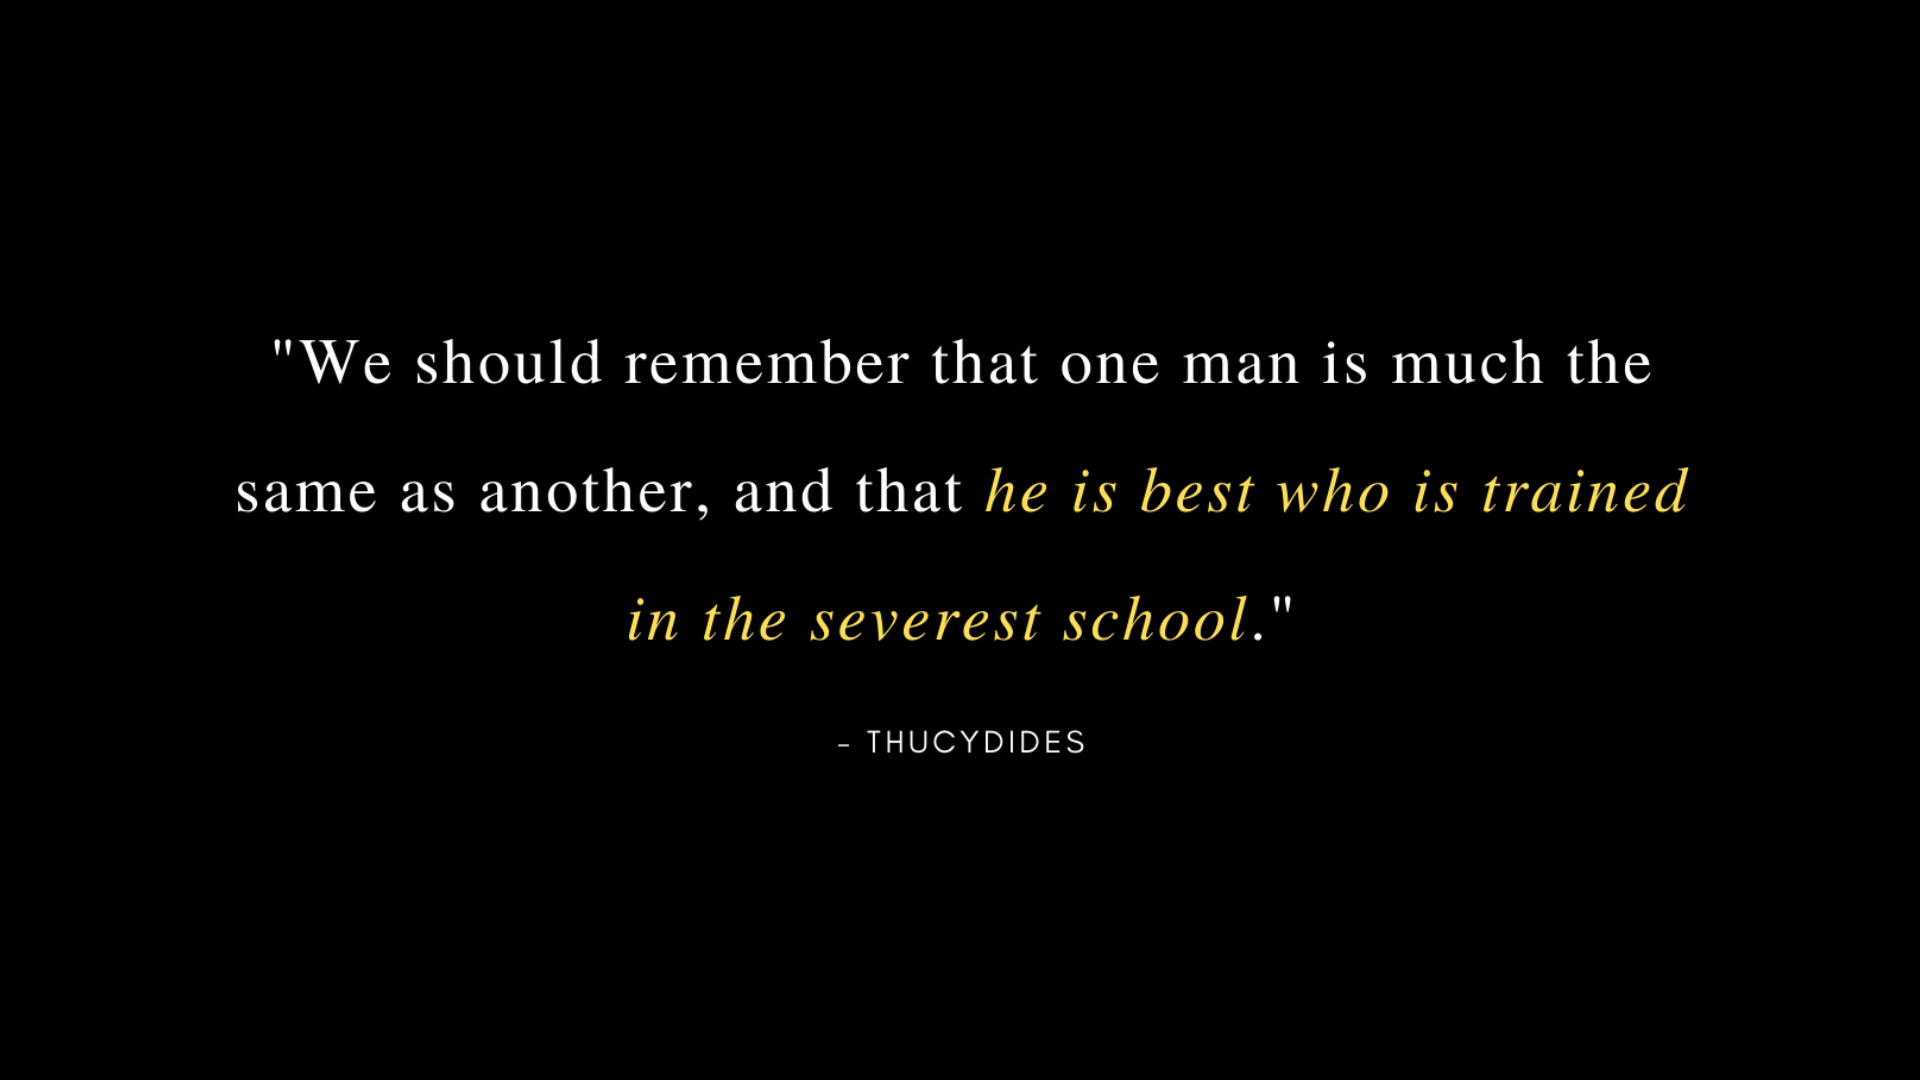 "We should remember that one man is much the
same as another, and that he is best who is trained
in the severest school."
– THUCYDIDES